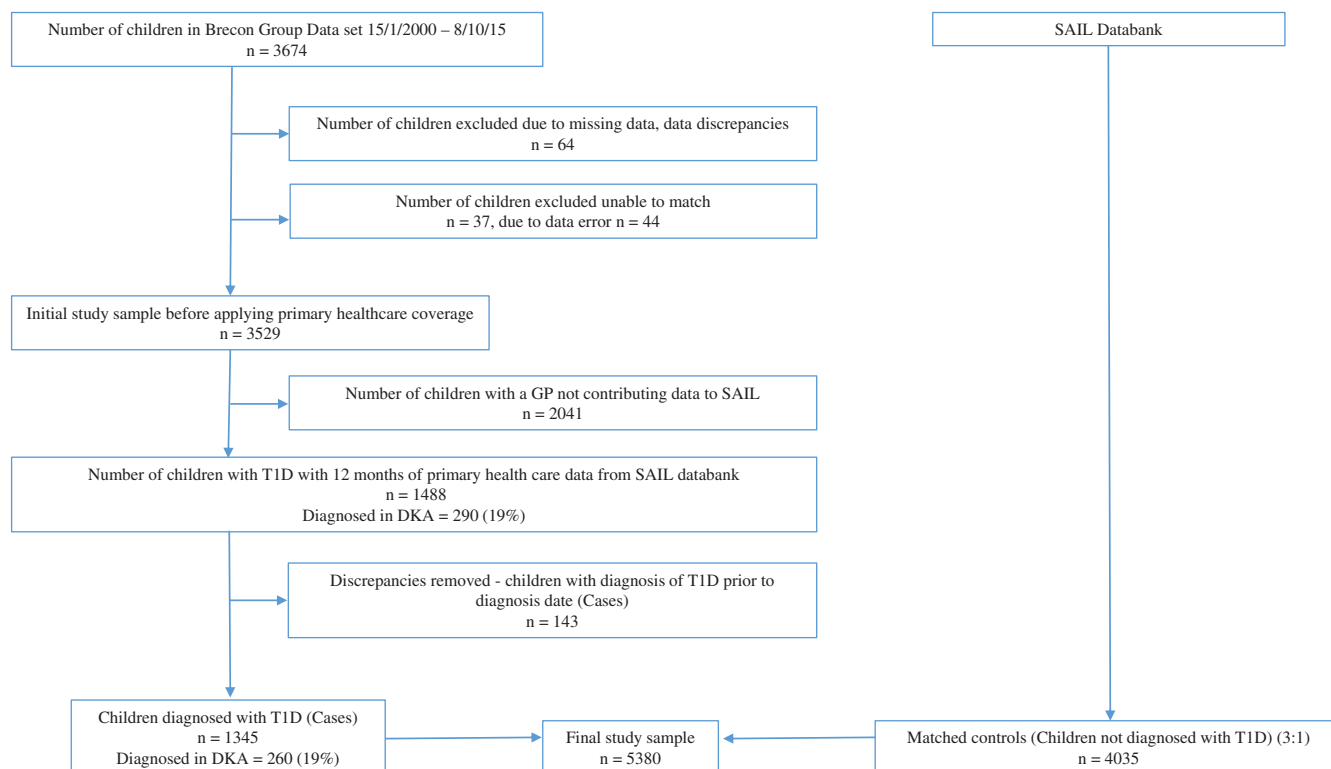 Number of children in Brecon Group Data set 15/1/2000 – 8/10/15
n = 3674
SAIL Databank
Number of children excluded due to missing data, data discrepancies
n = 64
Number of children excluded unable to match
n = 37, due to data error n = 44
Initial study sample before applying primary healthcare coverage
n = 3529
Number of children with a GP not contributing data to SAIL
n = 2041
Number of children with T1D with 12 months of primary health care data from SAIL databank
n = 1488
Diagnosed in DKA = 290 (19%)
Discrepancies removed - children with diagnosis of T1D prior to
diagnosis date (Cases)
n = 143
Children diagnosed with T1D (Cases)
n = 1345
Diagnosed in DKA = 260 (19%)
Final study sample
n = 5380
Matched controls (Children not diagnosed with T1D) (3:1)
n = 4035